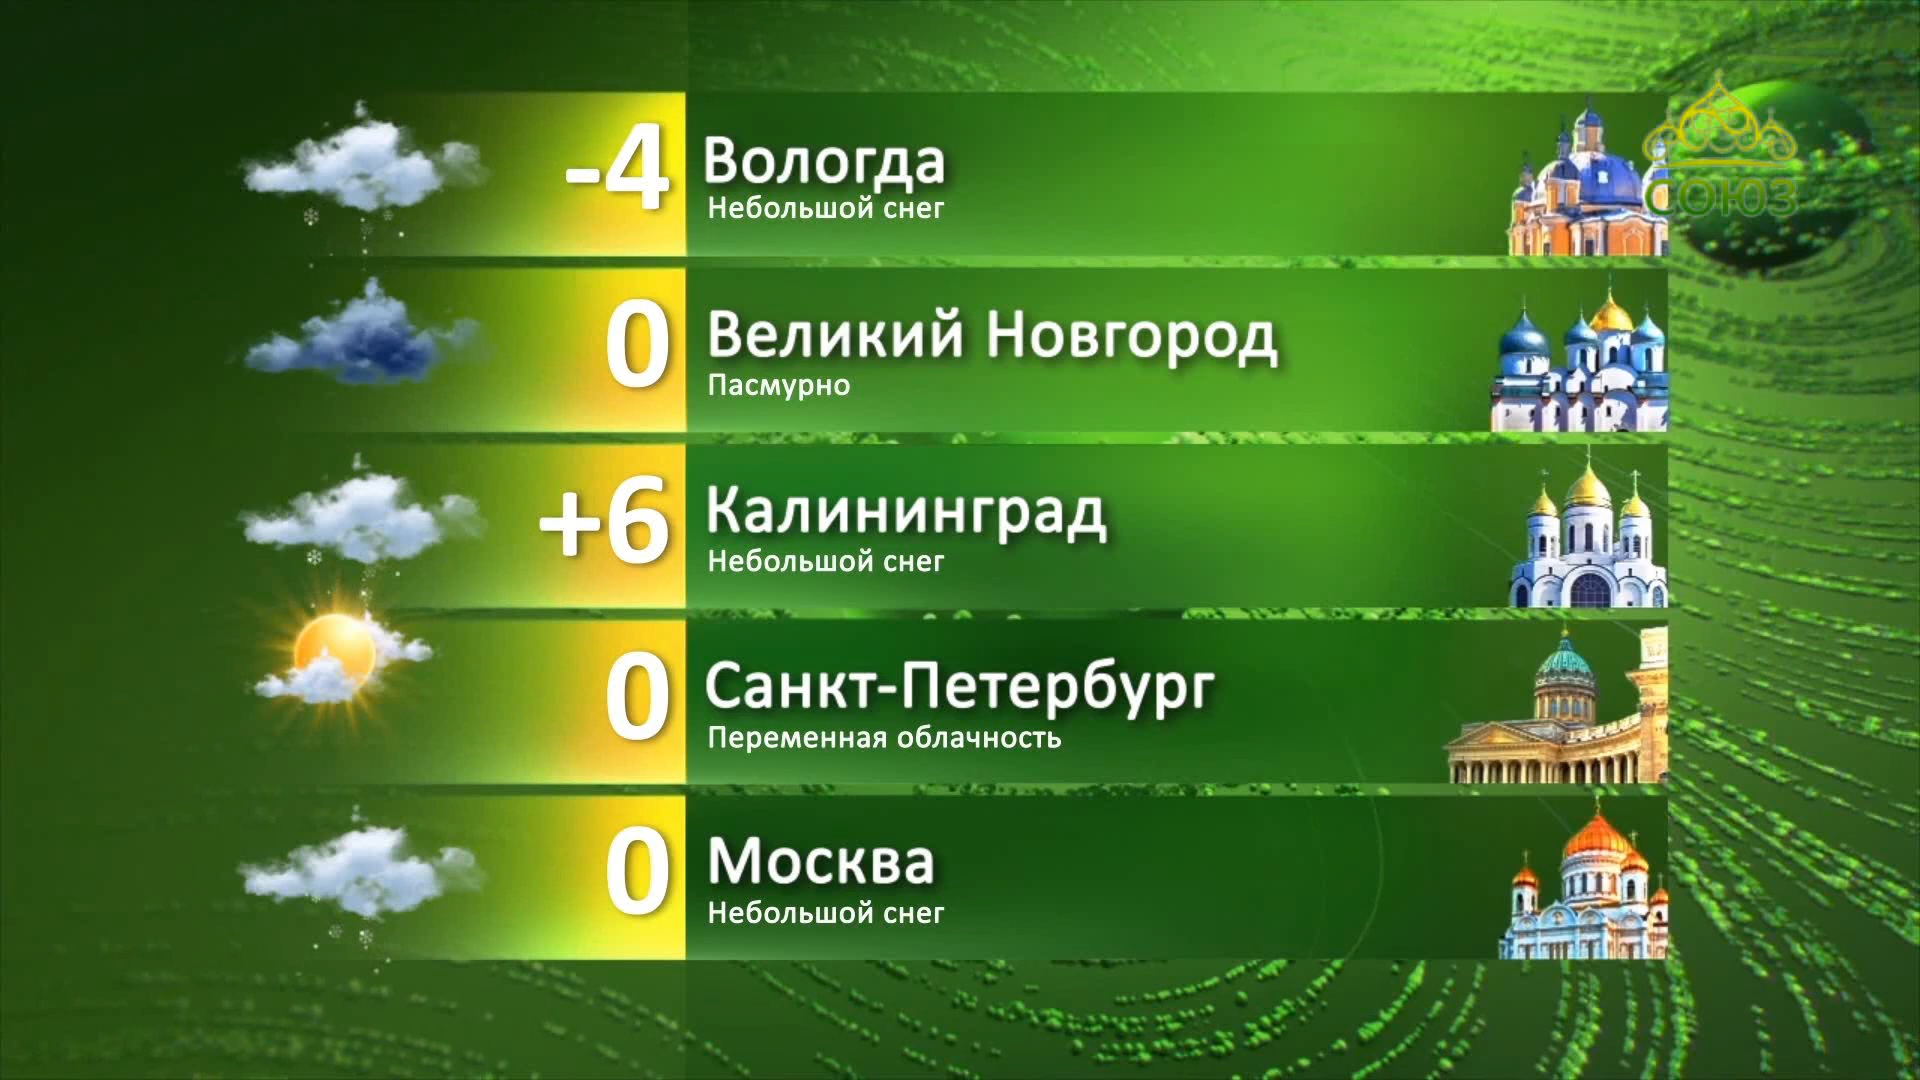 -4 Вологда
Небольшой снег
СОЮЗ
0 Великий Новгород
Пасмурно
+6 Калининград
Небольшой снег
0 Санкт-Петербург
Переменная облачность
0 Москва
Небольшой снег